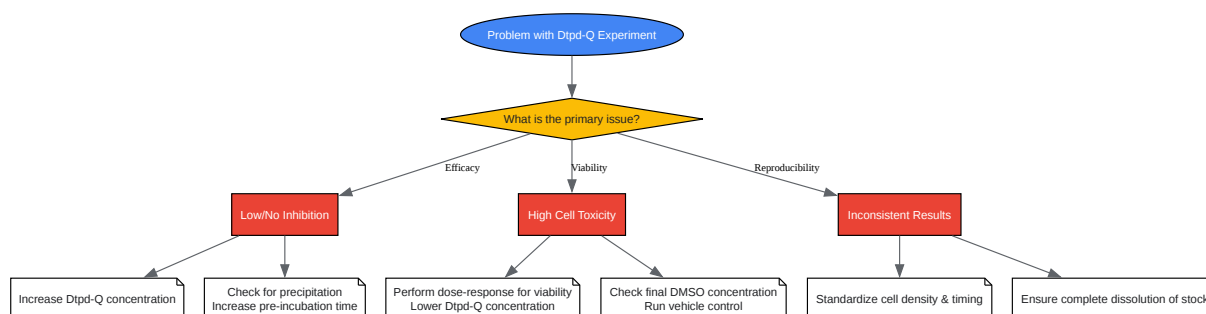 Problem with Dtpd-Q Experiment
What is the primary issue?
Efficacy
Viability
Reproducibility
Low/No Inhibition
High Cell Toxicity
Inconsistent Results
Increase Dtpd-Q concentration
Check for precipitation
Increase pre-incubation time
Perform dose-response for viability
Lower Dtpd-Q concentration
Check final DMSO concentration
Run vehicle control
Standardize cell density & timing
Ensure complete dissolution of stock